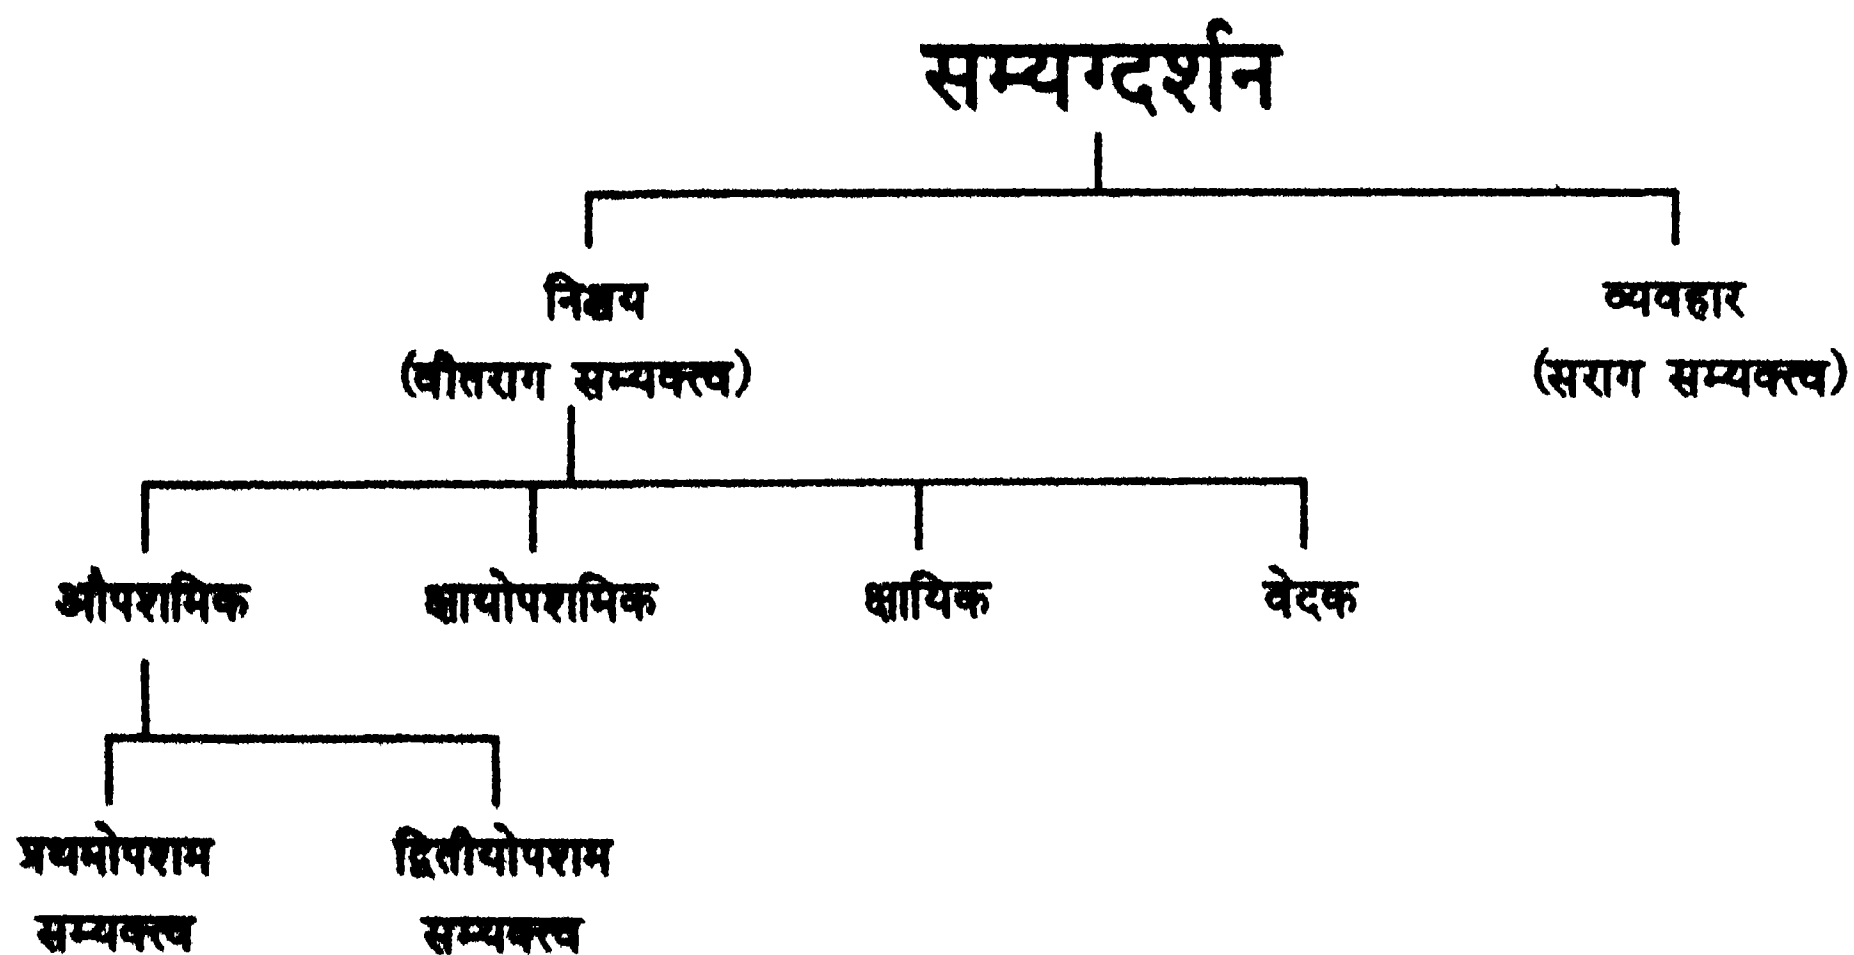 सम्यग्दर्शन
निश्चय
व्यवहार
(वीतराग सम्यक्त्व)
(सराग सम्यक्त्व)
औपशमिक
क्षायोपशमिक
क्षायिक
वेदक
प्रथमोपशम
द्वितीयोपशम
सम्यक्त्व
सम्यक्त्व